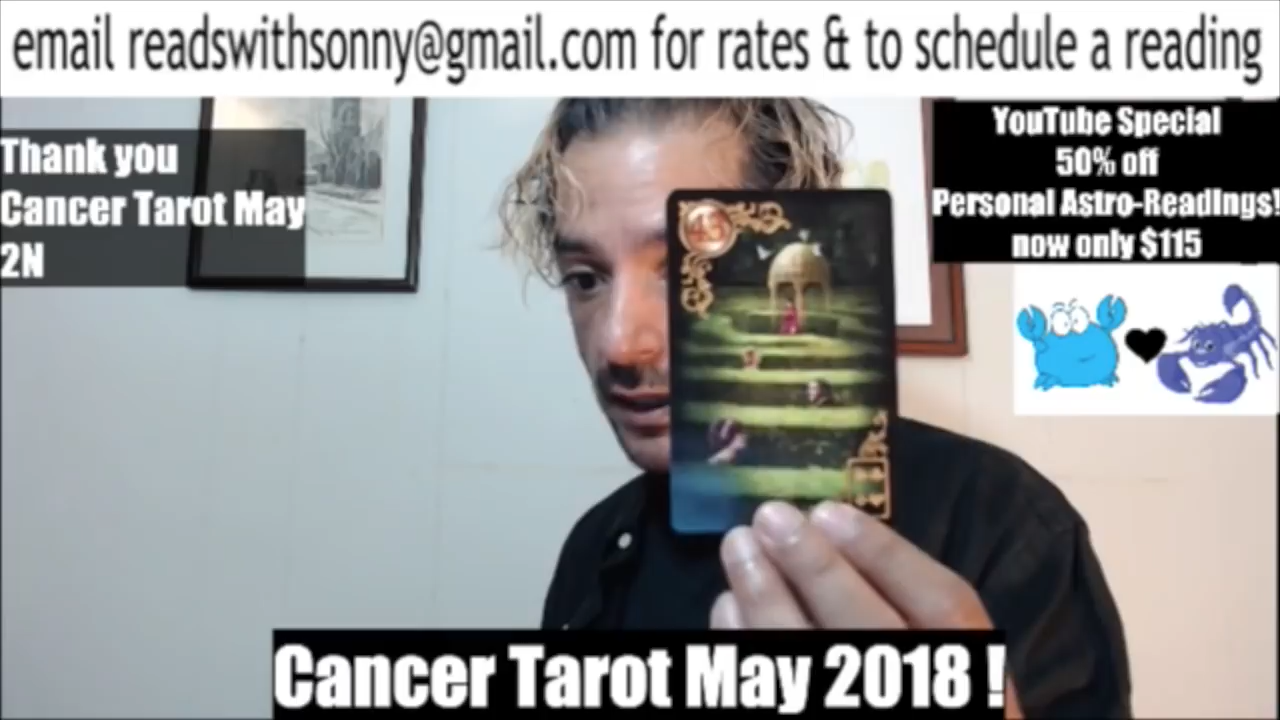 email readswithsonny@gmail.com for rates & to schedule a reading
Thank you
Cancer Tarot May
2N
YouTube Special
50% off
Personal Astro-Readings!
now only $115
45
Cancer Tarot May 2018 !